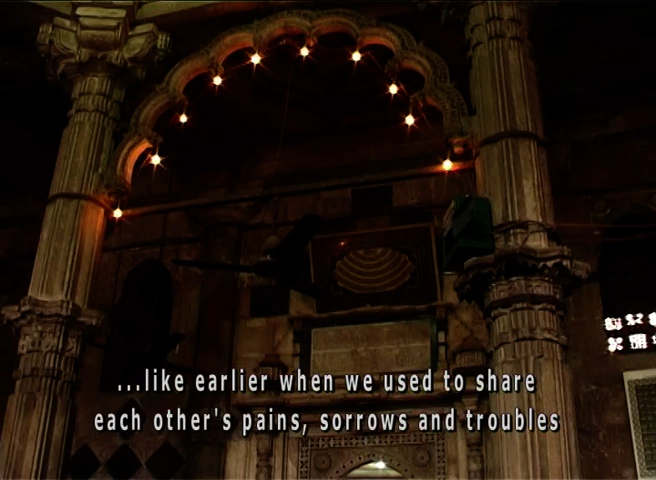 ...like earlier when we used to share
each other's pains, sorrows and troubles